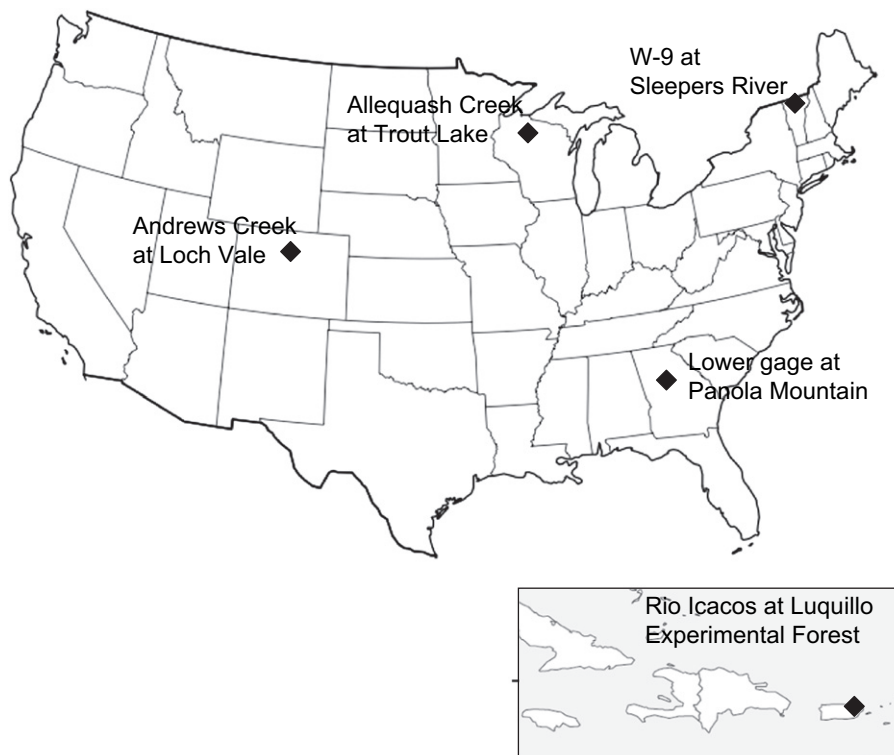 W-9 at
Sleepers River
Allequash Creek
at Trout Lake
Andrews Creek
at Loch Vale
Lower gage at
Panola Mountain
Rio Icacos at Luquillo
Experimental Forest